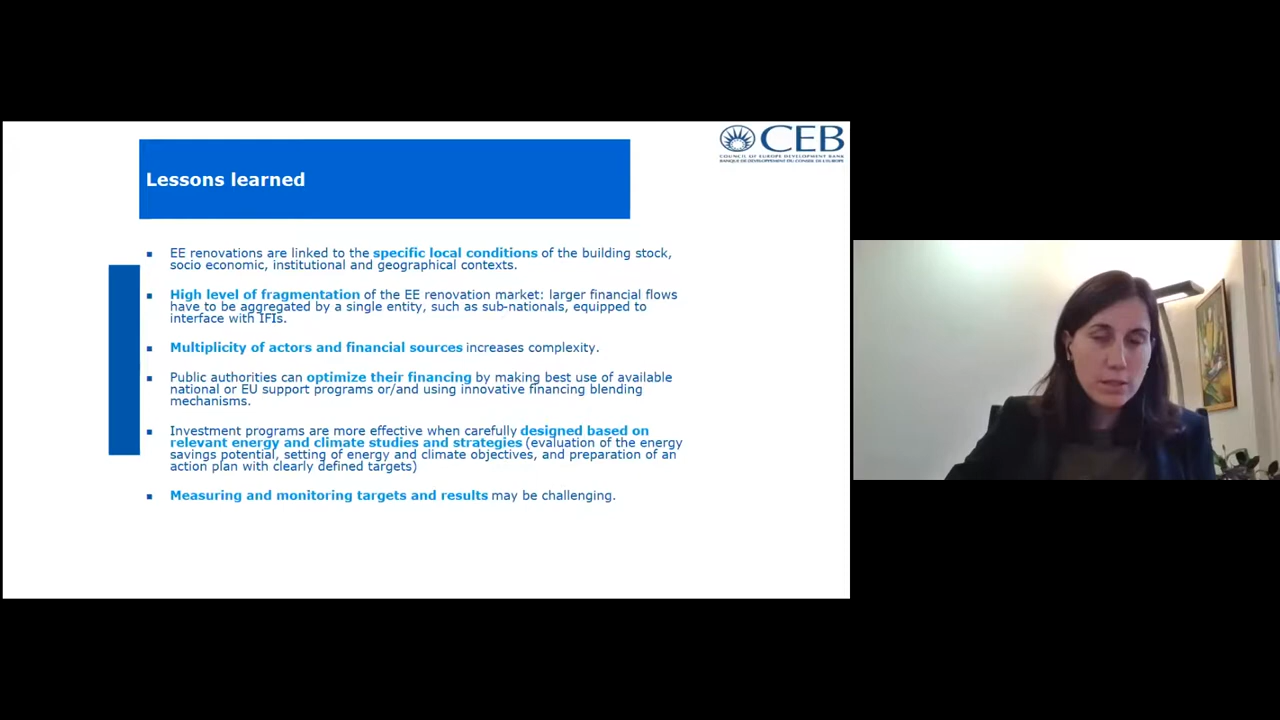 CEB
COUNCIL OF EUROPE DEVELOPMENT BANK
BANQUE DE DÉVELOPPEMENT DU CONSEIL DE L'EUROPE
Lessons learned
EE renovations are linked to the specific local conditions of the building stock,
socio economic, institutional and geographical contexts.
High level of fragmentation of the EE renovation market: larger financial flows
have to be aggregated by a single entity, such as sub-nationals, equipped to
interface with IFIs.
Multiplicity of actors and financial sources increases complexity.
Public authorities can optimize their financing by making best use of available
national or EU support programs or/and using innovative financing blending
mechanisms.
Investment programs are more effective when carefully designed based on
relevant energy and climate studies and strategies (evaluation of the energy
savings potential, setting of energy and climate objectives, and preparation of an
action plan with clearly defined targets)
Measuring and monitoring targets and results may be challenging.